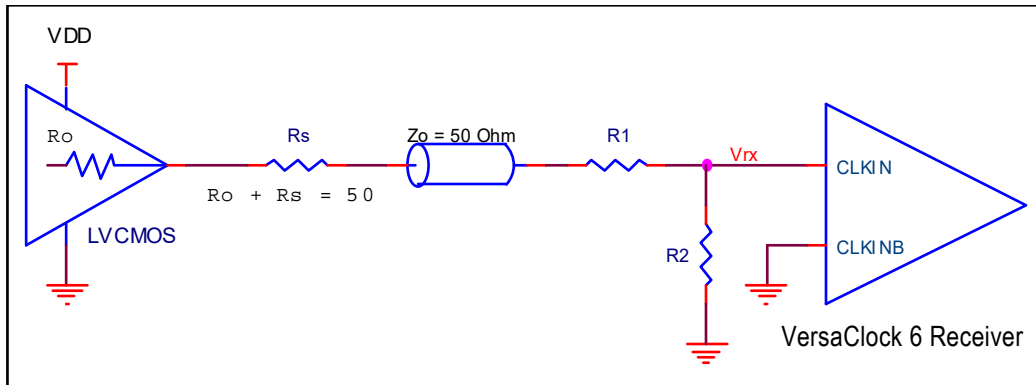 VDD
Ro
Rs
Zo = 50 Ohm
R1
Vrx
CLKIN
Ro + Rs = 50
LVCMOS
R2
CLKINB
VersaClock 6 Receiver